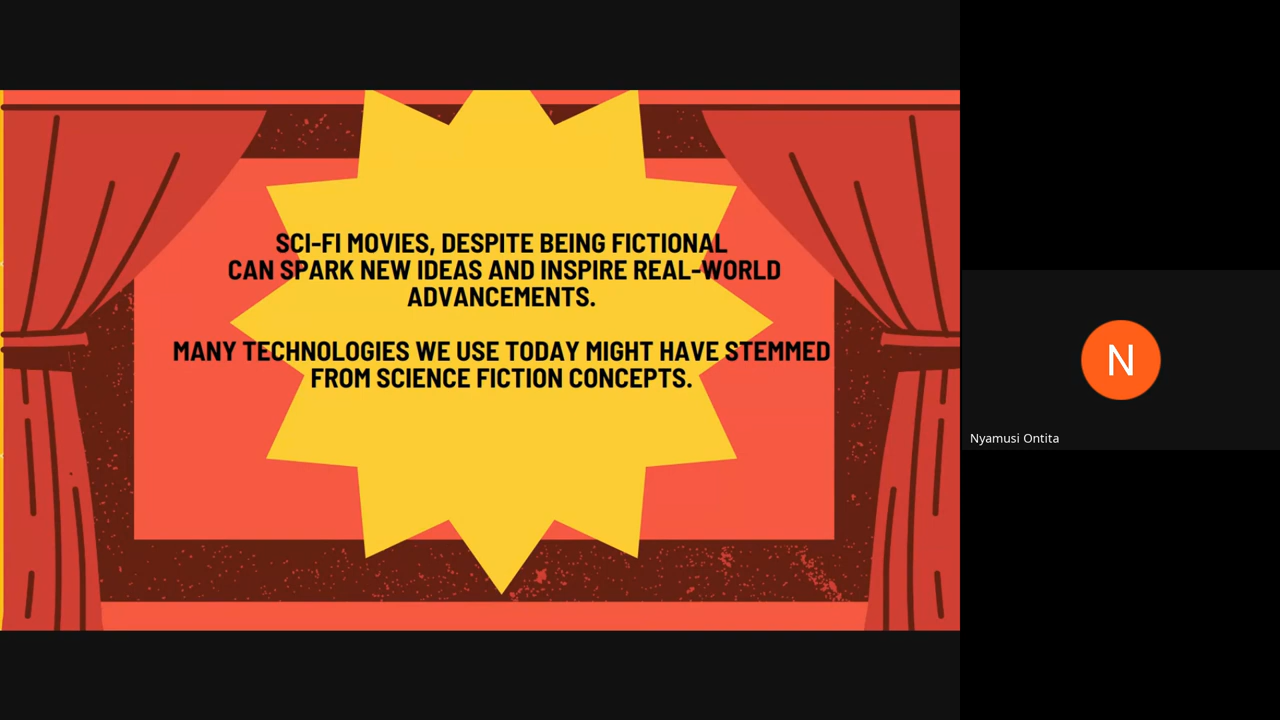 SCI-FI MOVIES, DESPITE BEING FICTIONAL
CAN SPARK NEW IDEAS AND INSPIRE REAL-WORLD
ADVANCEMENTS.
MANY TECHNOLOGIES WE USE TODAY MIGHT HAVE STEMMED
FROM SCIENCE FICTION CONCEPTS.
N
Nyamusi Ontita